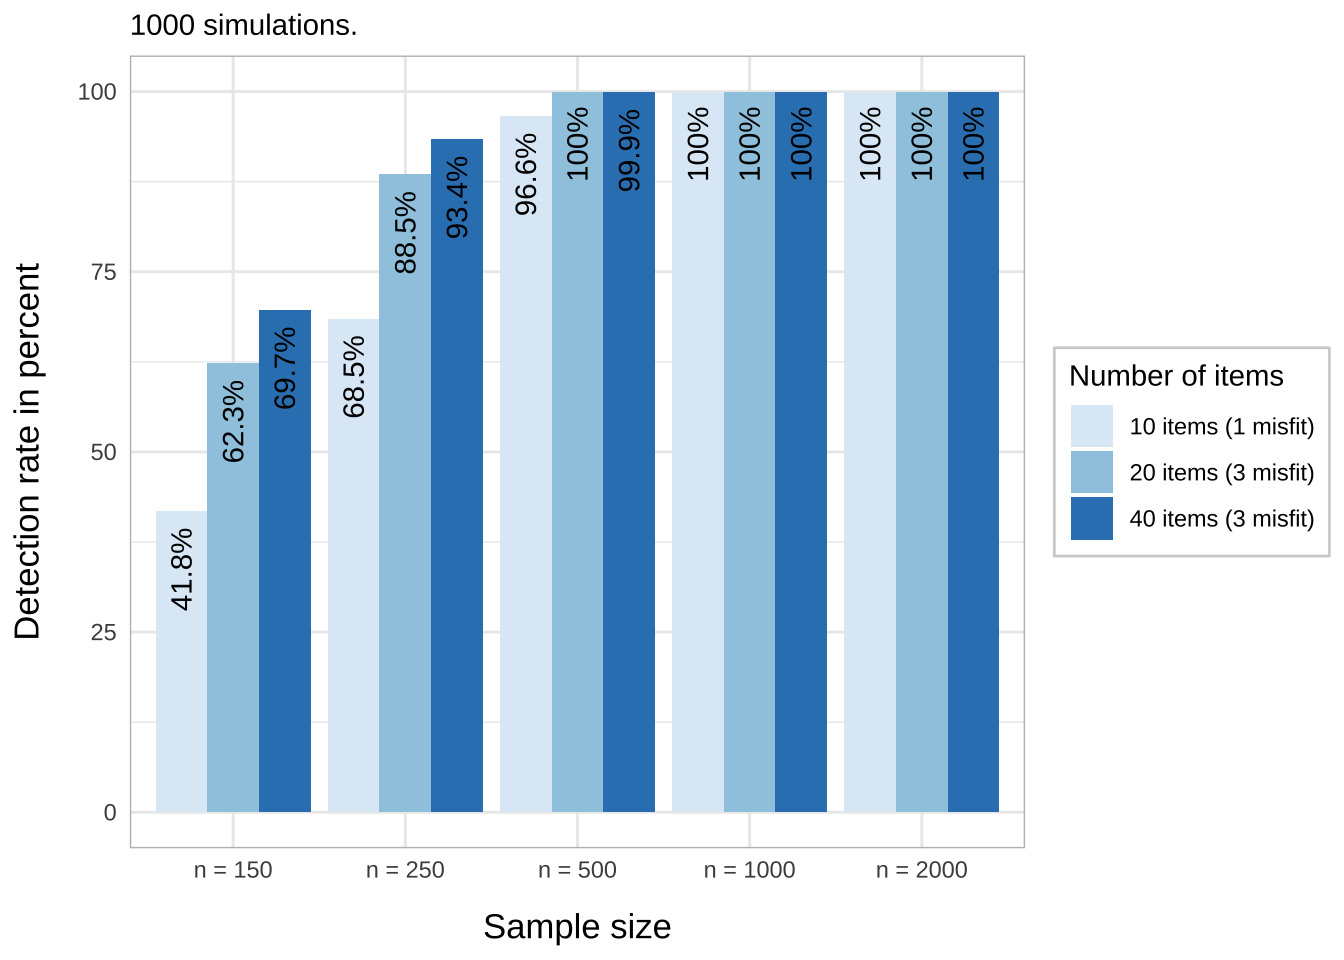 1000 simulations.
Detection rate in percent
100
75
50
25
0
41.8%
62.3%
69.7%
68.5%
88.5%
93.4%
96.6%
100%
99.9%
100%
100%
100%
100%
100%
100%
n = 150
n = 250
n = 500
n = 1000
n = 2000
Sample size
Number of items
10 items (1 misfit)
20 items (3 misfit)
40 items (3 misfit)